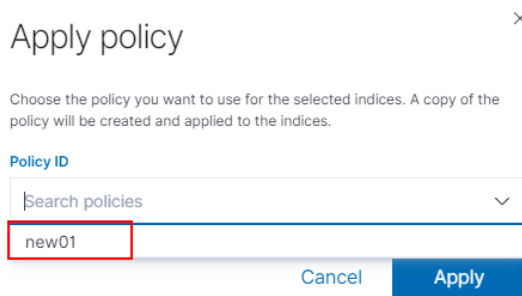 Apply policy
Choose the policy you want to use for the selected indices. A copy of the
policy will be created and applied to the indices.
Policy ID
Search policies
new01
Cancel Apply